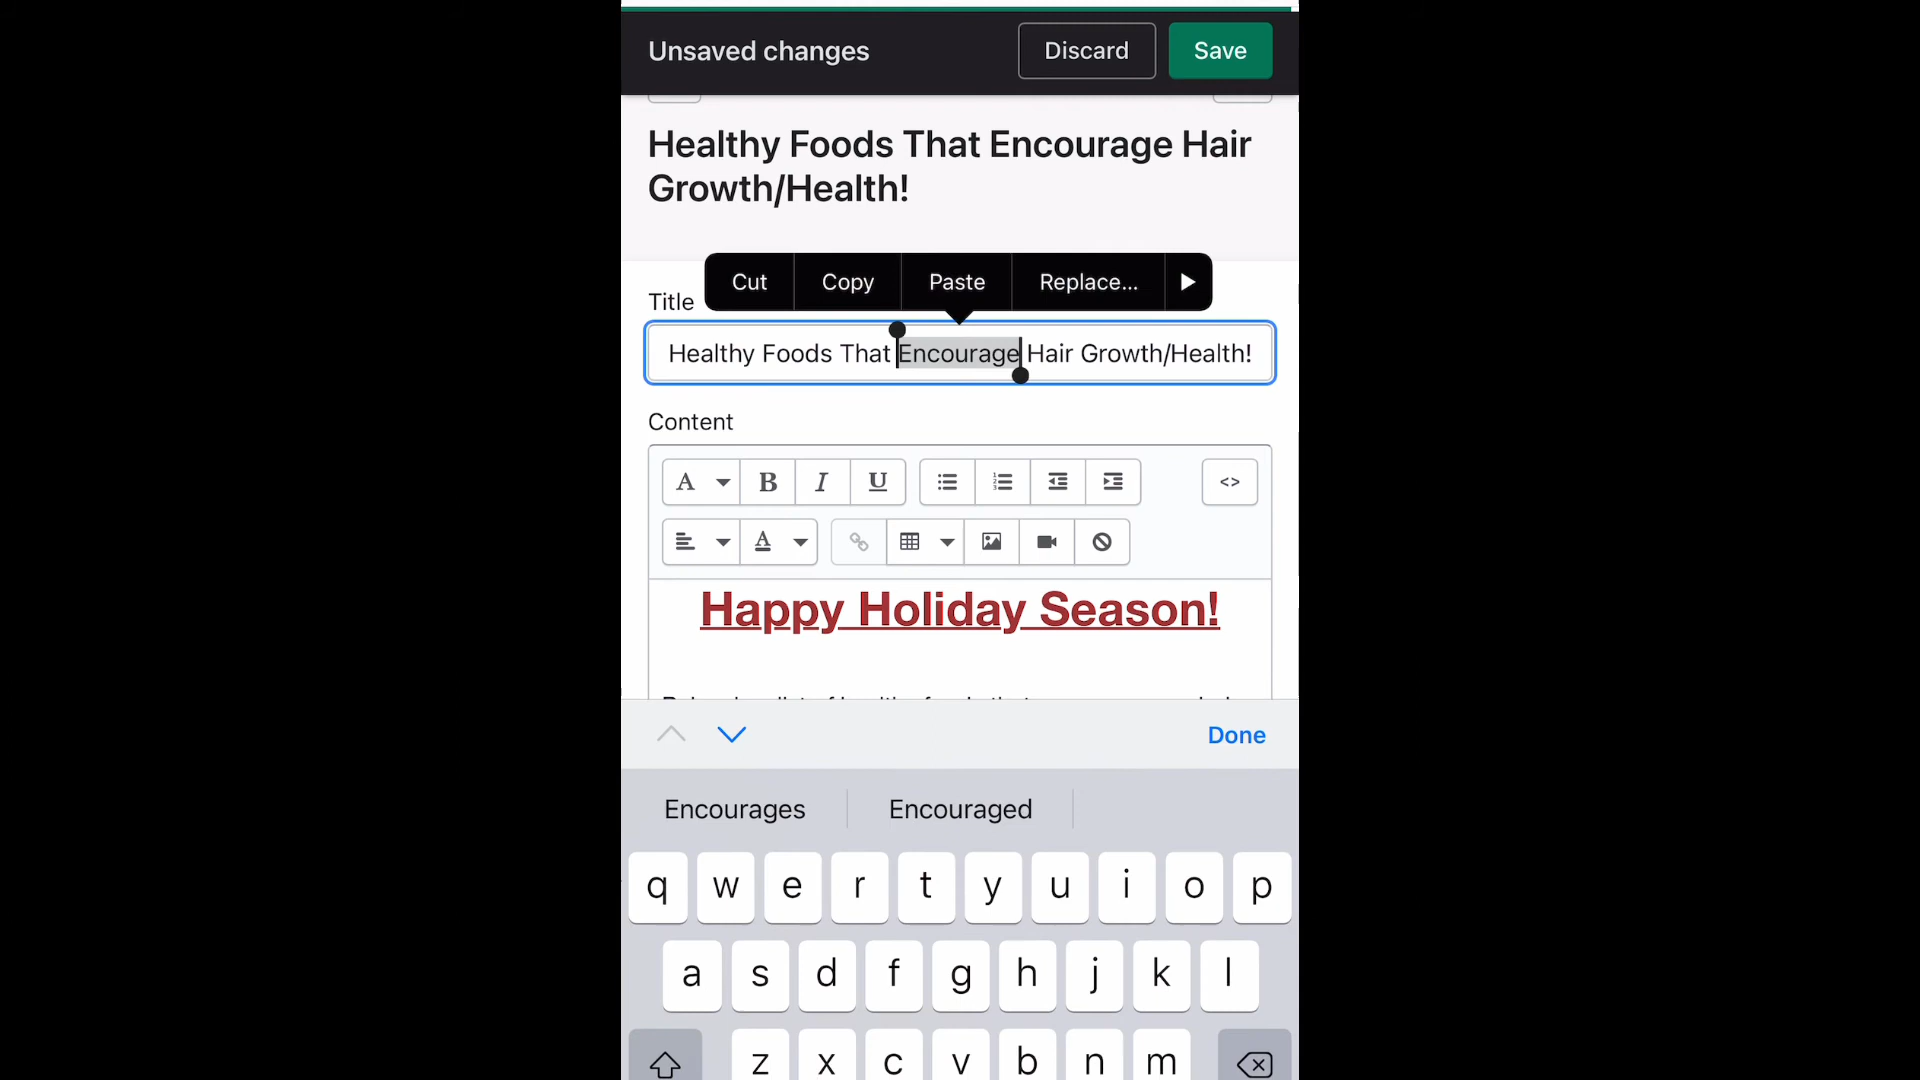 Unsaved changes
Discard
Save
Healthy Foods That Encourage Hair
Growth/Health!
Cut
Copy
Paste
Replace...
Title
Healthy Foods That Encourage Hair Growth/Health!
Content
A
B
I
U
<>
A
Happy Holiday Season!
Done
Encourages
Encouraged
q w e r t y u i o p
a s d f g h j k l
z x c v b n m